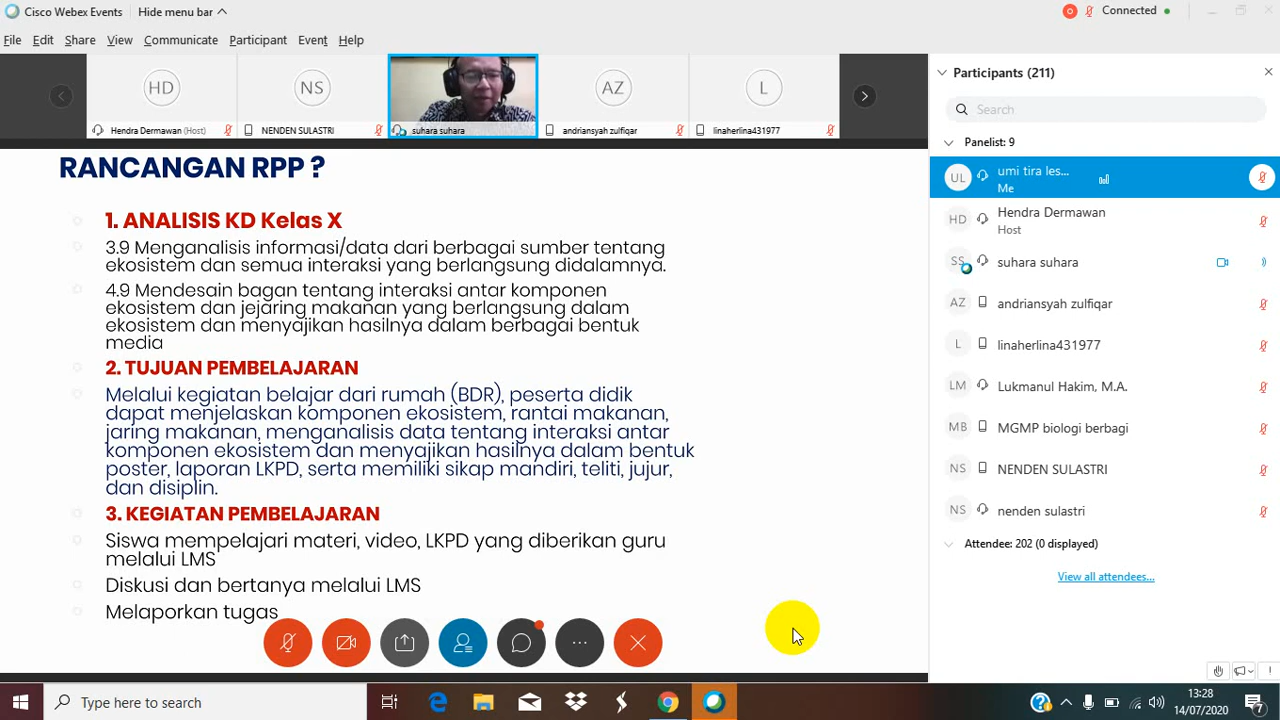 Cisco Webex Events
Hide menu bar
Connected
File Edit Share View Communicate Participant Event Help
HD
NS
AZ
L
Hendra Dermawan (Host)
NENDEN SULASTRI
suhara suhara
andriansyah zulfiqar
linaherlina431977
RANCANGAN RPP ?
1. ANALISIS KD Kelas X
3.9 Menganalisis informasi/data dari berbagai sumber tentang
ekosistem dan semua interaksi yang berlangsung didalamnya.
4.9 Mendesain bagan tentang interaksi antar komponen
ekosistem dan jejaring makanan yang berlangsung dalam
ekosistem dan menyajikan hasilnya dalam berbagai bentuk
media
2. TUJUAN PEMBELAJARAN
Melalui kegiatan belajar dari rumah (BDR), peserta didik
dapat menjelaskan komponen ekosistem, rantai makanan,
jaring makanan, menganalisis data tentang interaksi antar
komponen ekosistem dan menyajikan hasilnya dalam bentuk
poster, laporan LKPD, serta memiliki sikap mandiri, teliti, jujur,
dan disiplin.
3. KEGIATAN PEMBELAJARAN
Siswa mempelajari materi, video, LKPD yang diberikan guru
melalui LMS
Diskusi dan bertanya melalui LMS
Melaporkan tugas
Participants (211)
Search
Panelist: 9
UL
umi tira les...
Me
HD
Hendra Dermawan
Host
SS
suhara suhara
AZ
andriansyah zulfiqar
L
linaherlina431977
LM
Lukmanul Hakim, M.A.
MB
MGMP biologi berbagi
NS
NENDEN SULASTRI
NS
nenden sulastri
Attendee: 202 (0 displayed)
View all attendees...
Type here to search
13:28
14/07/2020
7